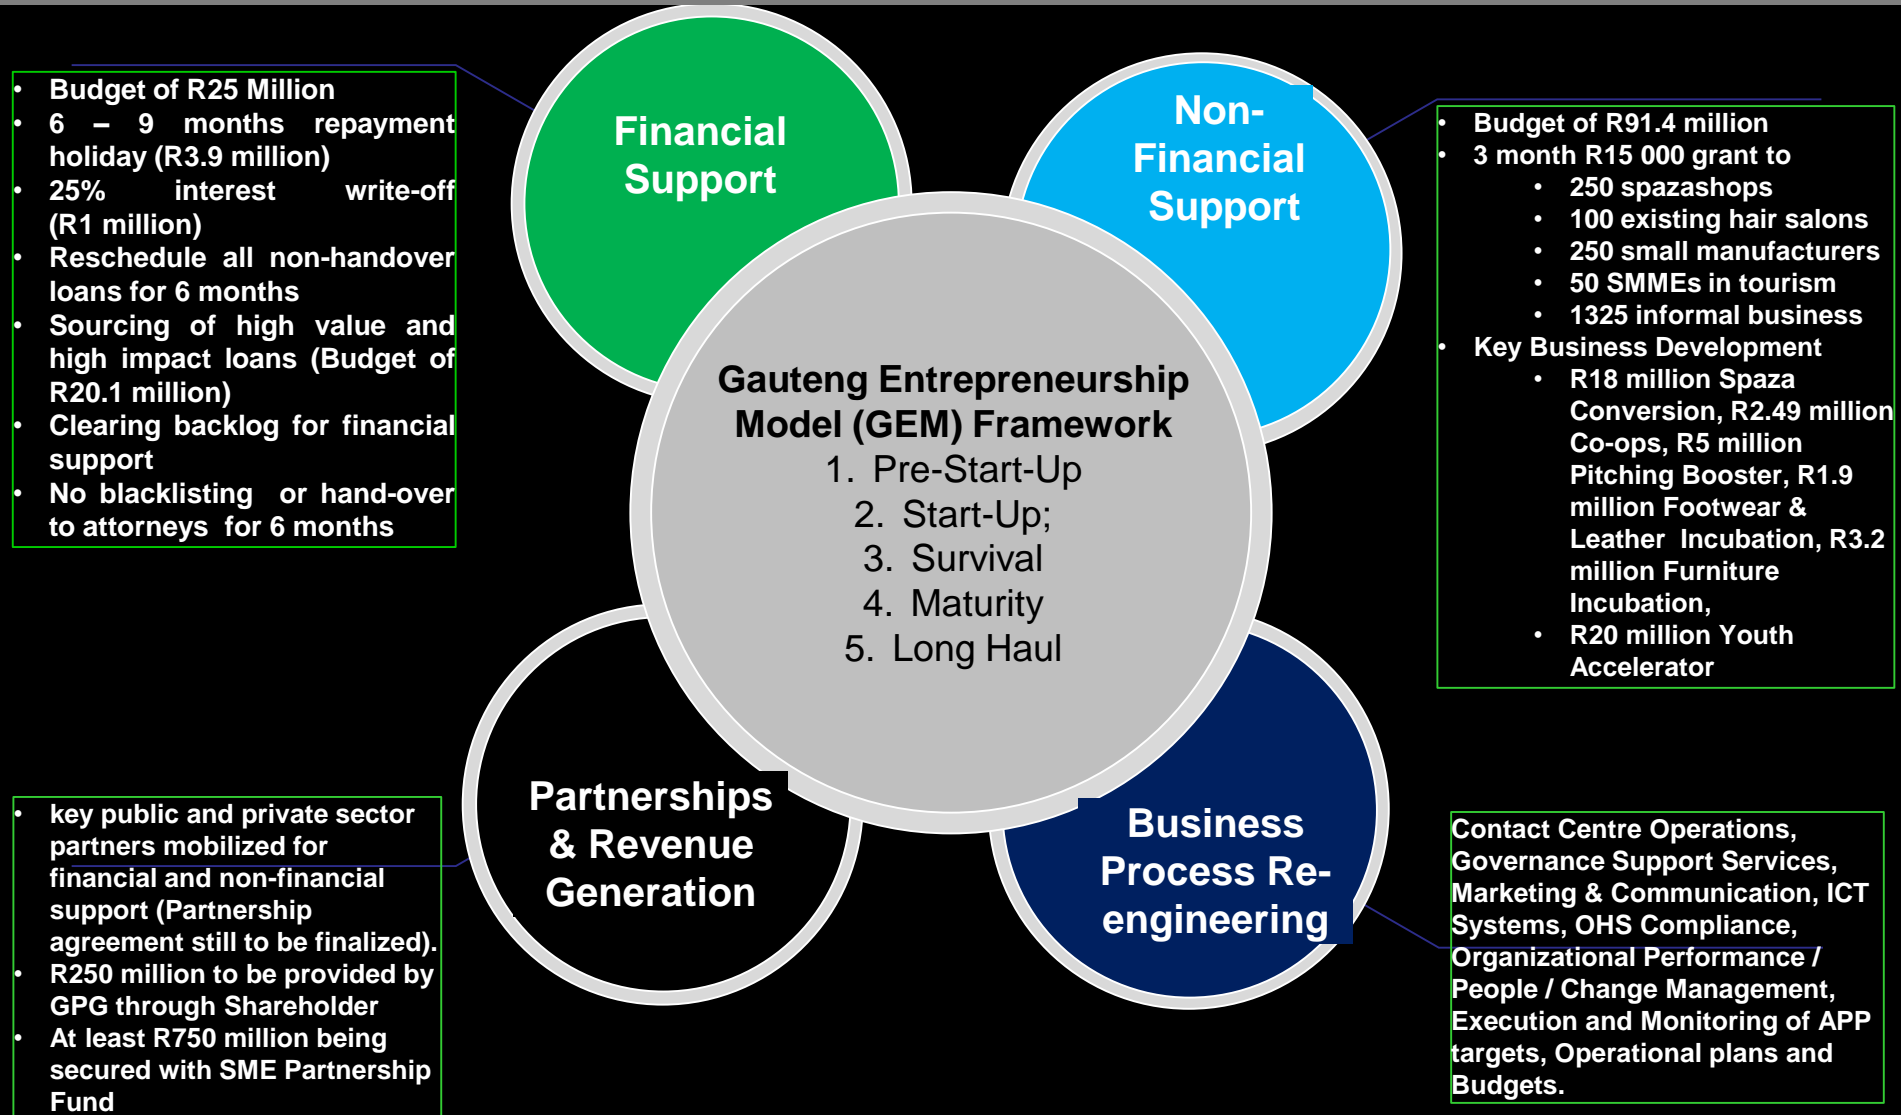 Financial
Support
• Budget of R25 Million
• 6 – 9 months repayment
holiday (R3.9 million)
• 25% interest write-off
(R1 million)
• Reschedule all non-handover
loans for 6 months
• Sourcing of high value and
high impact loans (Budget of
R20.1 million)
• Clearing backlog for financial
support
• No blacklisting or hand-over
to attorneys for 6 months
Non-
Financial
Support
• Budget of R91.4 million
• 3 month R15 000 grant to
• 250 spazashops
• 100 existing hair salons
• 250 small manufacturers
• 50 SMMEs in tourism
• 1325 informal business
• Key Business Development
• R18 million Spaza
Conversion, R2.49 million
Co-ops, R5 million
Pitching Booster, R1.9
million Footwear &
Leather Incubation, R3.2
million Furniture
Incubation,
• R20 million Youth
Accelerator
Gauteng Entrepreneurship
Model (GEM) Framework
1. Pre-Start-Up
2. Start-Up;
3. Survival
4. Maturity
5. Long Haul
Partnerships
& Revenue
Generation
• key public and private sector
partners mobilized for
financial and non-financial
support (Partnership
agreement still to be finalized).
• R250 million to be provided by
GPG through Shareholder
• At least R750 million being
secured with SME Partnership
Fund
Business
Process Re-
engineering
Contact Centre Operations,
Governance Support Services,
Marketing & Communication, ICT
Systems, OHS Compliance,
Organizational Performance /
People / Change Management,
Execution and Monitoring of APP
targets, Operational plans and
Budgets.